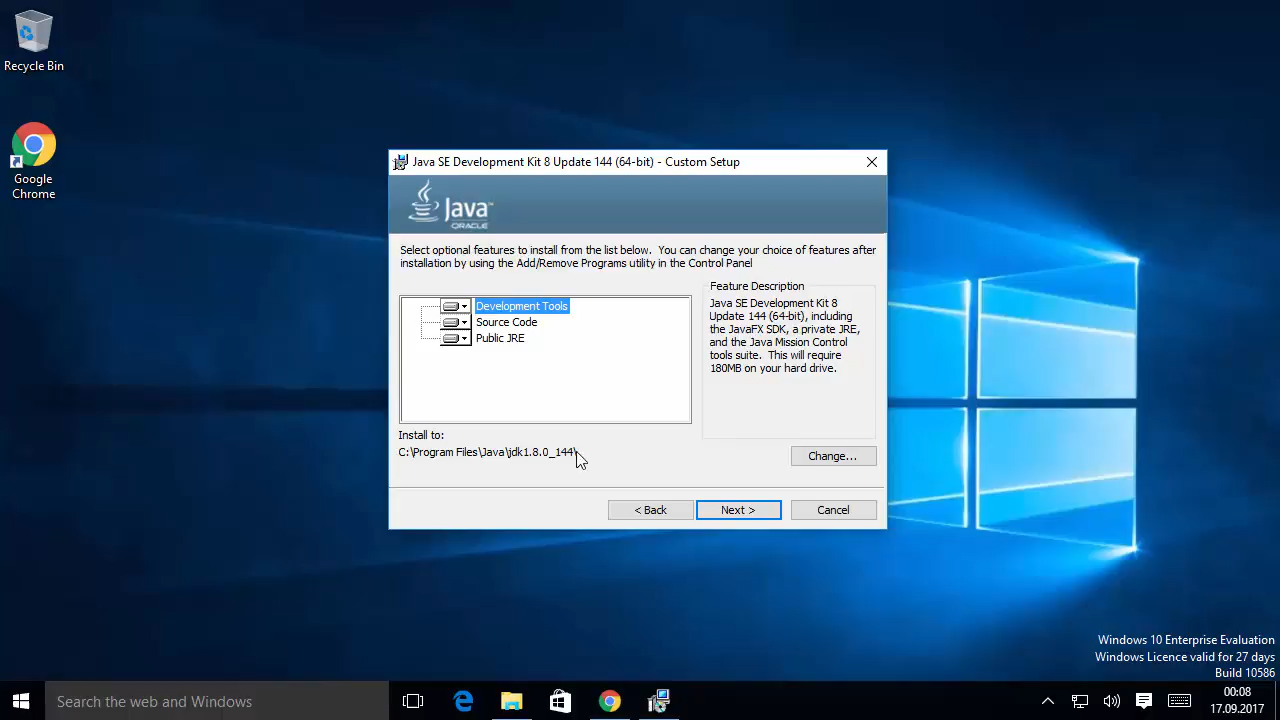 Recycle Bin
Google
Chrome
Java SE Development Kit 8 Update 144 (64-bit) - Custom Setup
Java™
ORACLE
Select optional features to install from the list below.  You can change your choice of features after
installation by using the Add/Remove Programs utility in the Control Panel
Development Tools
Source Code
Public JRE
Feature Description
Java SE Development Kit 8
Update 144 (64-bit), including
the JavaFX SDK, a private JRE,
and the Java Mission Control
tools suite.  This will require
180MB on your hard drive.
Install to:
C:\Program Files\Java\jdk1.8.0_144\
Change...
< Back
Next >
Cancel
Windows 10 Enterprise Evaluation
Windows Licence valid for 27 days
Build 10586
Search the web and Windows
00:08
17.09.2017